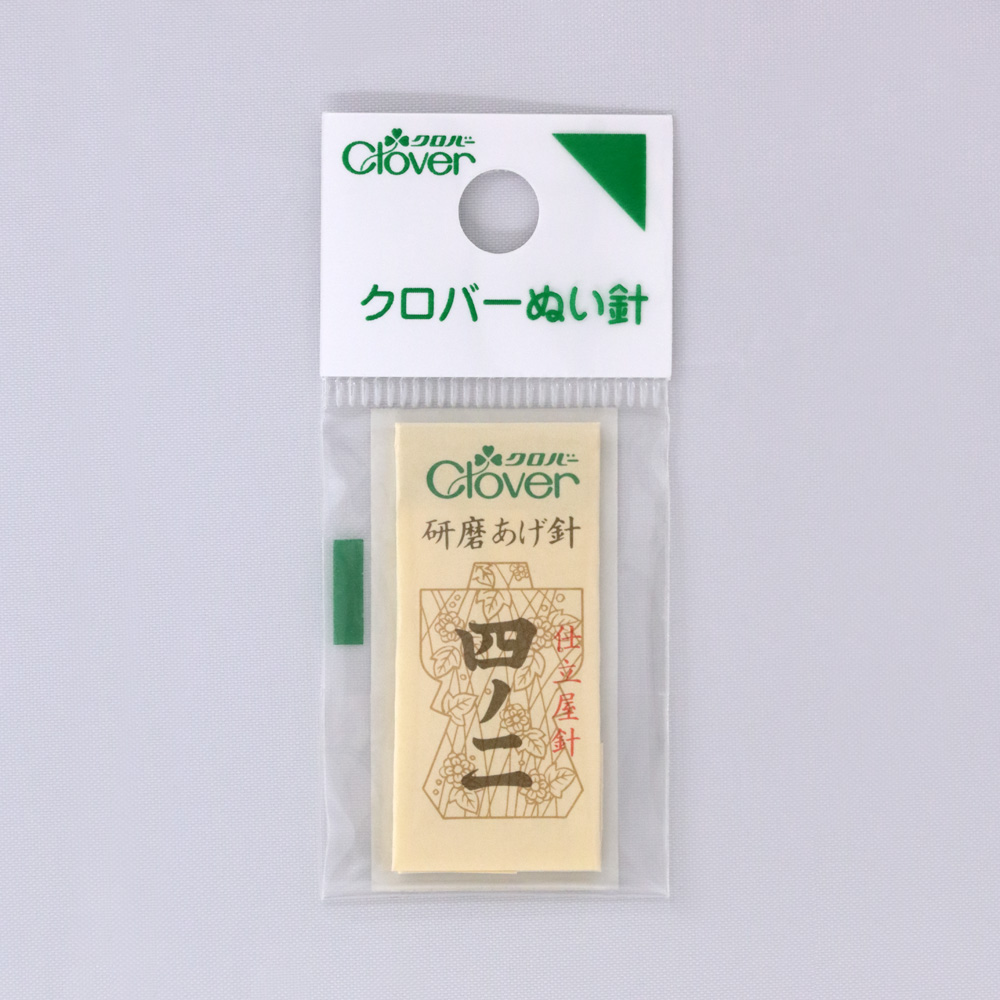 クロバー
Clover
クロバーぬい針
クロバー
Clover
研磨あげ針
仕立屋針
四ノ二